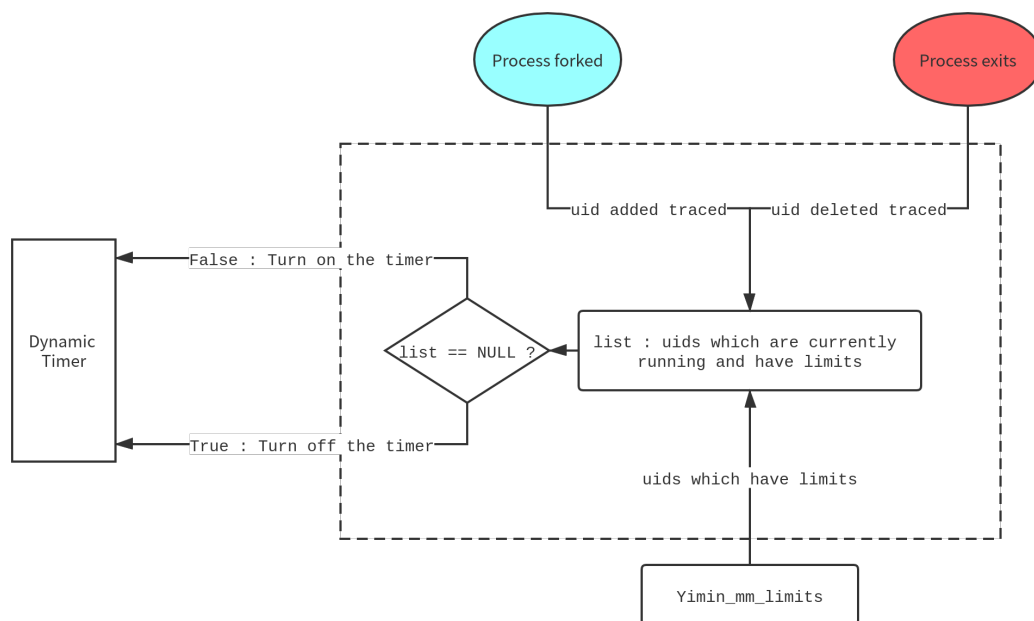 Process forked
Process exits
uid added traced
uid deleted traced
False : Turn on the timer
Dynamic
Timer
list == NULL ?
list : uids which are currently
running and have limits
True : Turn off the timer
uids which have limits
Yimin_mm_limits